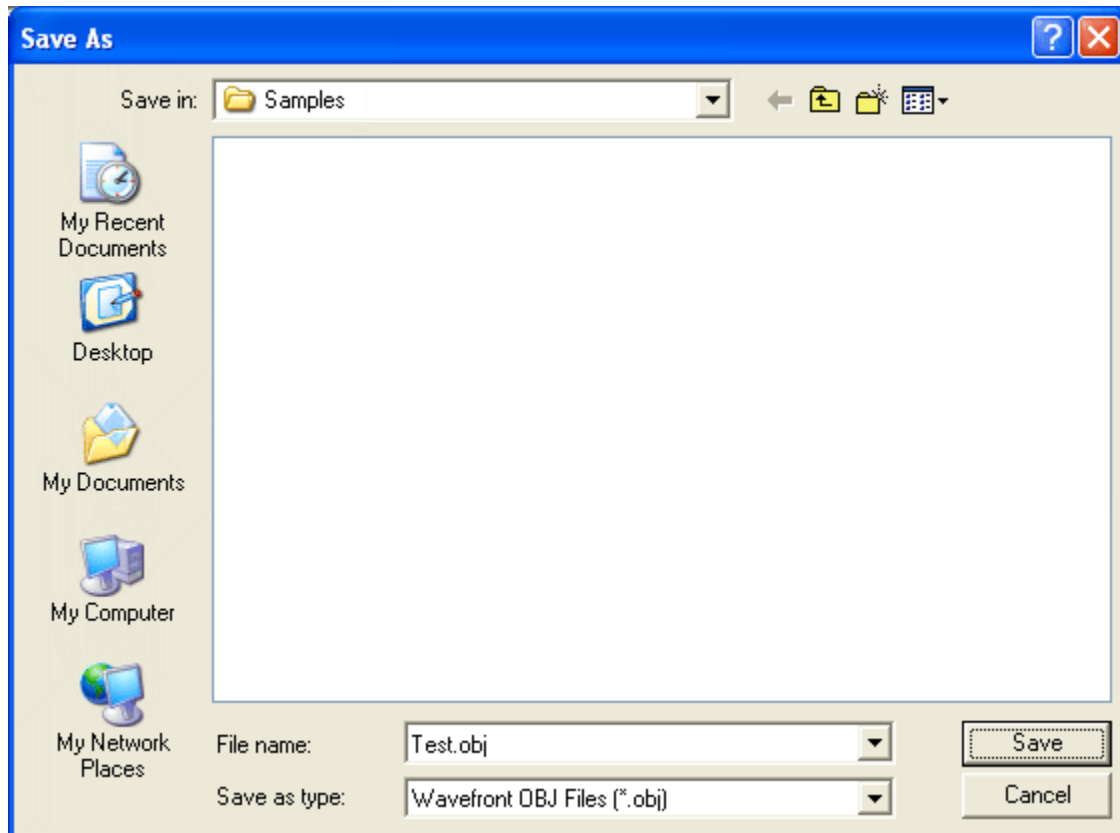 Save As
Save in:
Samples
My Recent
Documents
Desktop
My Documents
My Computer
My Network
Places
File name:
Test.obj
Save
Save as type:
Wavefront OBJ Files (*.obj)
Cancel